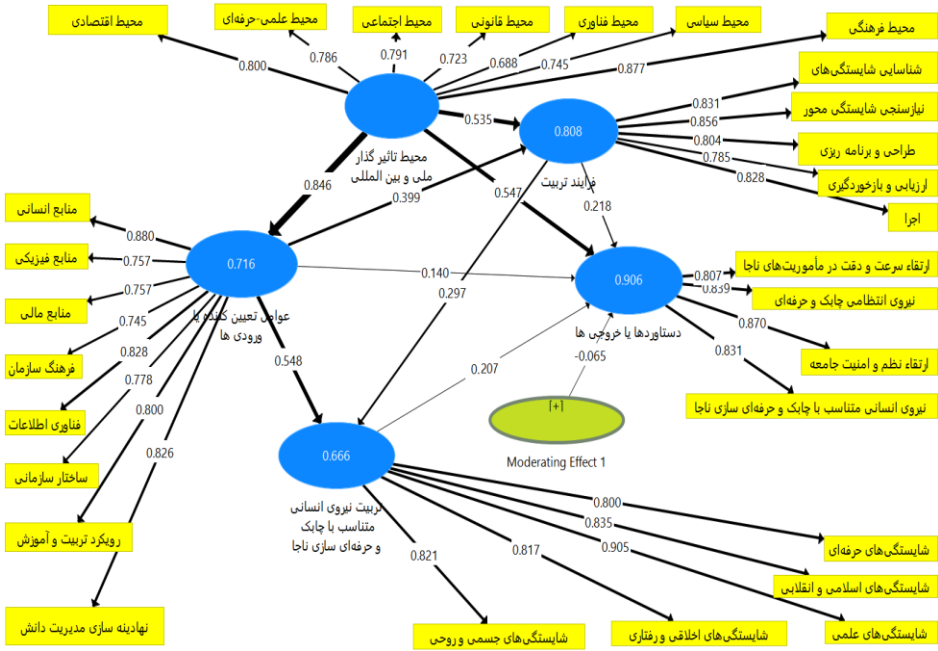 محیط اقتصادی
محیط علمی-حرفه‌ای
محیط اجتماعی
محیط قانونی
محیط فناوری
محیط سیاسی
محیط فرهنگی
0.800
0.786
0.791
0.723
0.688
0.745
0.877
شناسایی شایستگی‌های
نیازسنجی شایستگی محور
طراحی و برنامه ریزی
ارزیابی و بازخوردگیری
اجرا
0.831
0.856
0.804
0.785
0.828
0.535
0.808
فرآیند تربیت
محیط تاثیر گذار
ملی و بین المللی
0.846
0.399
0.547
0.218
منابع انسانی
منابع فیزیکی
منابع مالی
فرهنگ سازمان
فناوری اطلاعات
ساختار سازمانی
رویکرد تربیت و آموزش
نهادینه سازی مدیریت دانش
0.880
0.757
0.757
0.745
0.828
0.778
0.800
0.826
0.716
عوامل تعیین کننده یا
ورودی ها
0.140
0.297
0.548
0.207
-0.065
0.906
دستاوردها یا خروجی ها
0.807
0.839
0.870
0.831
ارتقاء سرعت و دقت در مأموریت‌های ناجا
نیروی انتظامی چابک و حرفه‌ای
ارتقاء نظم و امنیت جامعه
نیروی انسانی متناسب با چابک و حرفه‌ای سازی ناجا
[+]
Moderating Effect 1
0.666
تربیت نیروی انسانی
متناسب با چابک
و حرفه‌ای سازی ناجا
0.800
0.835
0.905
0.817
0.821
شایستگی‌های حرفه‌ای
شایستگی‌های اسلامی و انقلابی
شایستگی‌های علمی
شایستگی‌های اخلاقی و رفتاری
شایستگی‌های جسمی و روحی